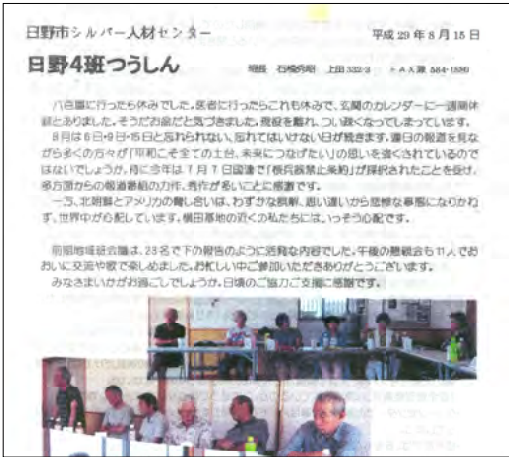 日野市シルバー人材センター
平成29年8月15日
日野4班つうしん
班長 石崎秀昭 上田332-3 FAX兼 584-1590
八百屋に行ったら休みでした。医者に行ったらこれも休みで、玄関のカレンダーに一週間休
診とありました。そうだお盆だと気づきました。現役を離れ、つい疎くなってしまっています。
8月は6日・9日・15日と忘れられない、忘れてはいけない日が続きます。連日の報道を見な
がら多くの方々が「平和こそ全ての土台、未来につなげたい」の思いを強くされているのでは
ないでしょうか。特に今年は7月7日国連で「核兵器禁止条約」が採択されたことを受け、
多方面からの報道番組の力作、秀作が多いことに感謝です。
一方、北朝鮮とアメリカの脅し合いは、わずかな誤解、思い違いから悲惨な事態になりかね
ず、世界中が心配しています。横田基地の近くの私たちには、いっそう心配です。
前期地域班会議は、23名で下の報告のように活発な内容でした。午後の懇親会も11人でお
おいに交流や歌で楽しめました。お忙しい中ご参加いただきありがとうございます。
みなさまいかがお過ごしでしょうか。日頃のご協力ご支援に感謝です。